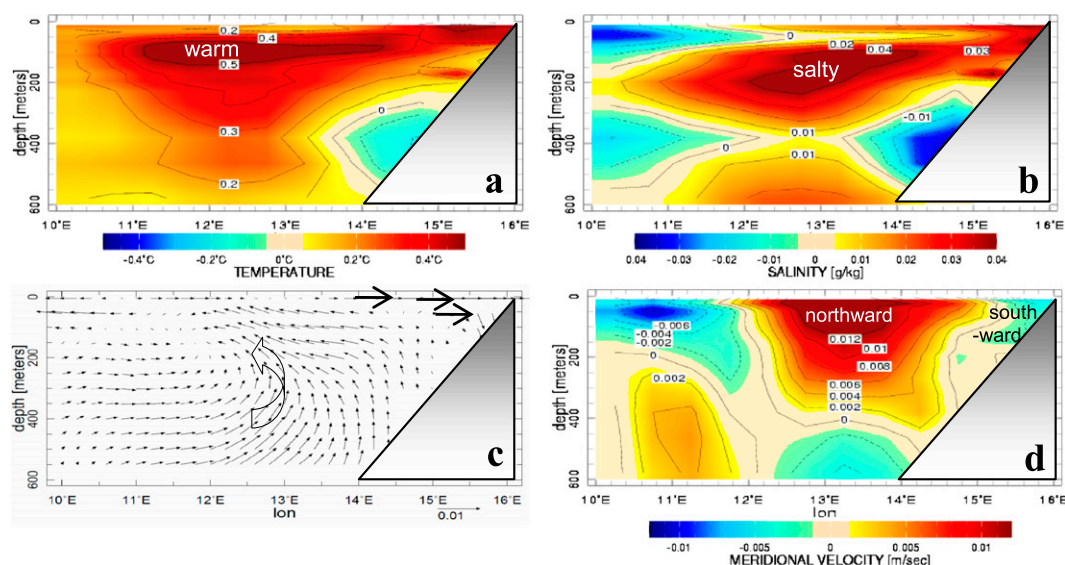 0
200
400
600
depth [meters]
0.2
0.4
warm
0.5
0
0.3
0.2
a
10°E 11°E 12°E 13°E 14°E 15°E 16°E
-0.4°C -0.2°C 0°C 0.2°C 0.4°C
TEMPERATURE
0
200
400
600
depth [meters]
0
0.02
0.04
0.03
salty
0.01
-0.01
0
0.01
b
10°E 11°E 12°E 13°E 14°E 15°E 16°E
0.04 -0.03 -0.02 -0.01 0 0.01 0.02 0.03 0.04
SALINITY [g/kg]
0
200
400
600
depth [meters]
c
10°E 11°E 12°E 13°E 14°E 15°E 16°E
lon
0.01
0
200
400
600
depth [meters]
-0.006
-0.004
-0.002
0
0.002
northward
0.012
0.01
0.008
0.006
0.004
0.002
0
south
-ward
d
10°E 11°E 12°E 13°E 14°E 15°E 16°E
lon
-0.01 -0.005 0 0.005 0.01
MERIDIONAL VELOCITY [m/sec]